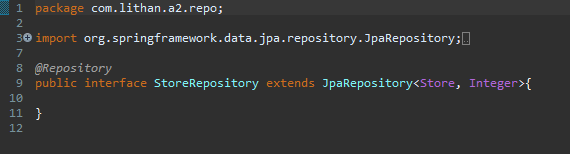 1 package com.lithan.a2.repo;
2
3 import org.springframework.data.jpa.repository.JpaRepository;
7
8 @Repository
9 public interface StoreRepository extends JpaRepository<Store, Integer>{
10
11 }
12